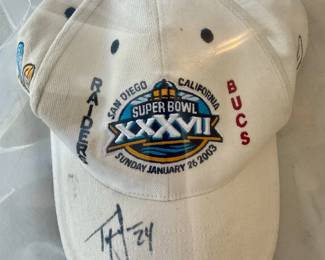 RAIDERS
SAN DIEGO CALIFORNIA
BUCS
SUPER BOWL
XXXVII
SUNDAY JANUARY 26 2003
24